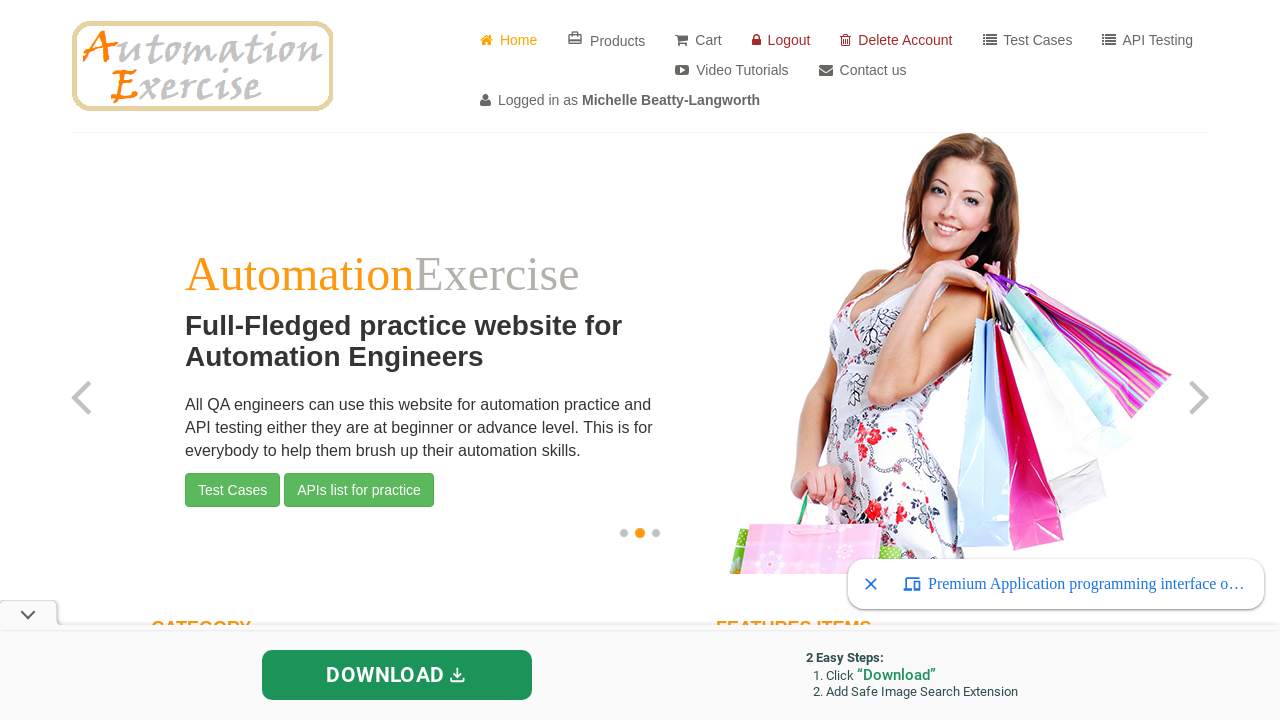 Automation
Exercise
Home Products Cart Logout Delete Account Test Cases API Testing
Video Tutorials Contact us
Logged in as Michelle Beatty-Langworth
AutomationExercise
Full-Fledged practice website for
Automation Engineers
All QA engineers can use this website for automation practice and
API testing either they are at beginner or advance level. This is for
everybody to help them brush up their automation skills.
Test Cases APIs list for practice
Premium Application programming interface o…
CATEGORY FEATURES ITEMS
DOWNLOAD
2 Easy Steps:
1. Click “Download”
2. Add Safe Image Search Extension